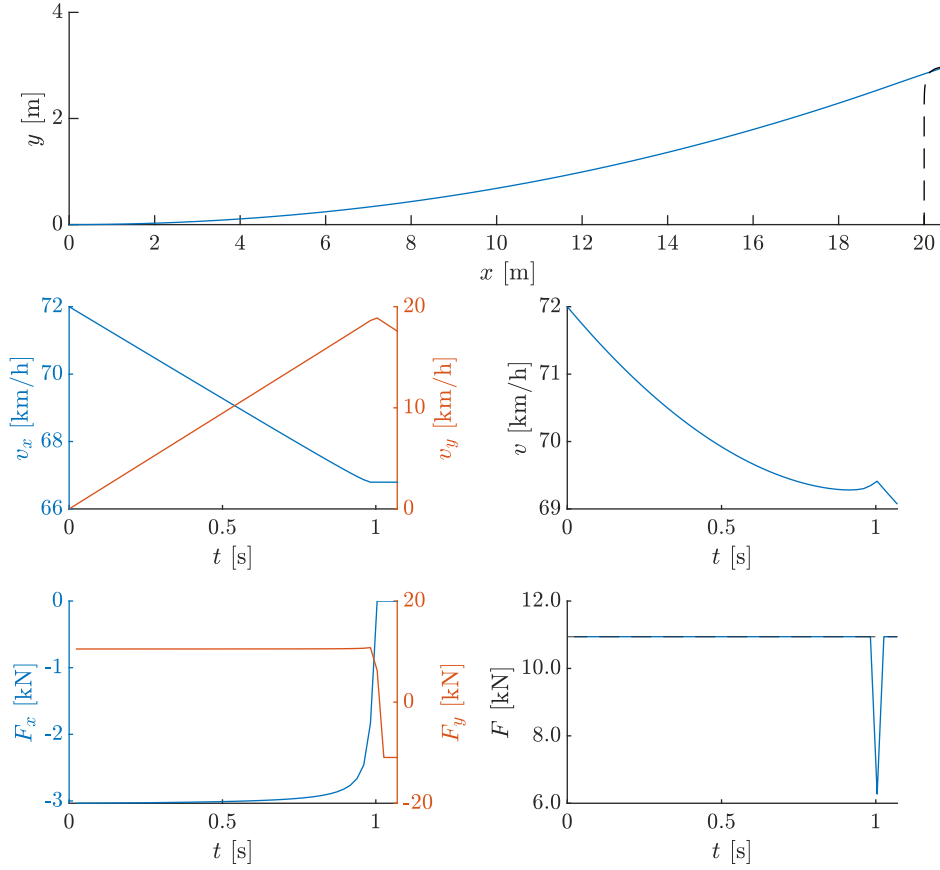 4
2
0
y [m]
0 2 4 6 8 10 12 14 16 18 20
x [m]
72
70
68
66
v_x [km/h]
20
10
0
v_y [km/h]
0 0.5 1
t [s]
72
71
70
69
v [km/h]
0 0.5 1
t [s]
0
-1
-2
-3
F_x [kN]
20
0
-20
F_y [kN]
0 0.5 1
t [s]
12.0
10.0
8.0
6.0
F [kN]
0 0.5 1
t [s]